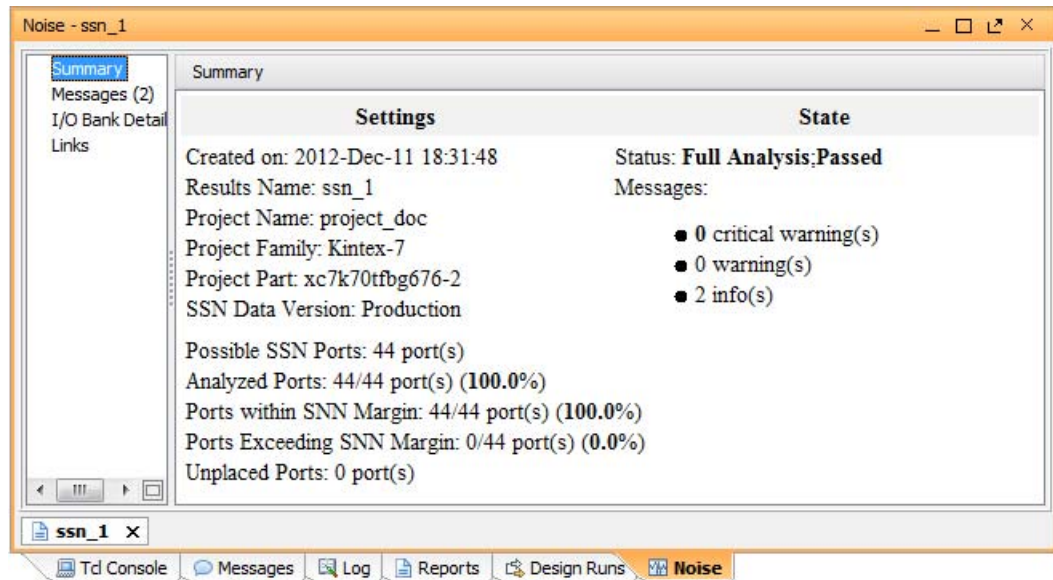 Noise - ssn_1
Summary
Messages (2)
I/O Bank Detail
Links
Summary
Settings
State
Created on: 2012-Dec-11 18:31:48
Results Name: ssn_1
Project Name: project_doc
Project Family: Kintex-7
Project Part: xc7k70tfbg676-2
SSN Data Version: Production
Possible SSN Ports: 44 port(s)
Analyzed Ports: 44/44 port(s) (100.0%)
Ports within SNN Margin: 44/44 port(s) (100.0%)
Ports Exceeding SNN Margin: 0/44 port(s) (0.0%)
Unplaced Ports: 0 port(s)
Status: Full Analysis;Passed
Messages:
0 critical warning(s)
0 warning(s)
2 info(s)
ssn_1
Tcl Console
Messages
Log
Reports
Design Runs
Noise